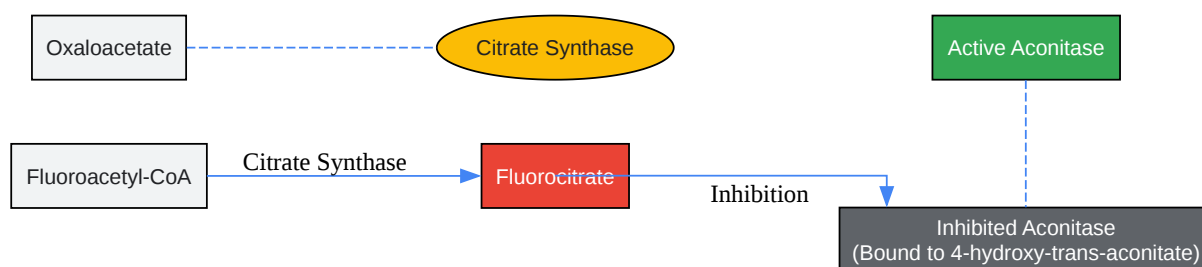 Oxaloacetate
Citrate Synthase
Active Aconitase
Fluoroacetyl-CoA
Citrate Synthase
Fluorocitrate
Inhibition
Inhibited Aconitase
(Bound to 4-hydroxy-trans-aconitate)